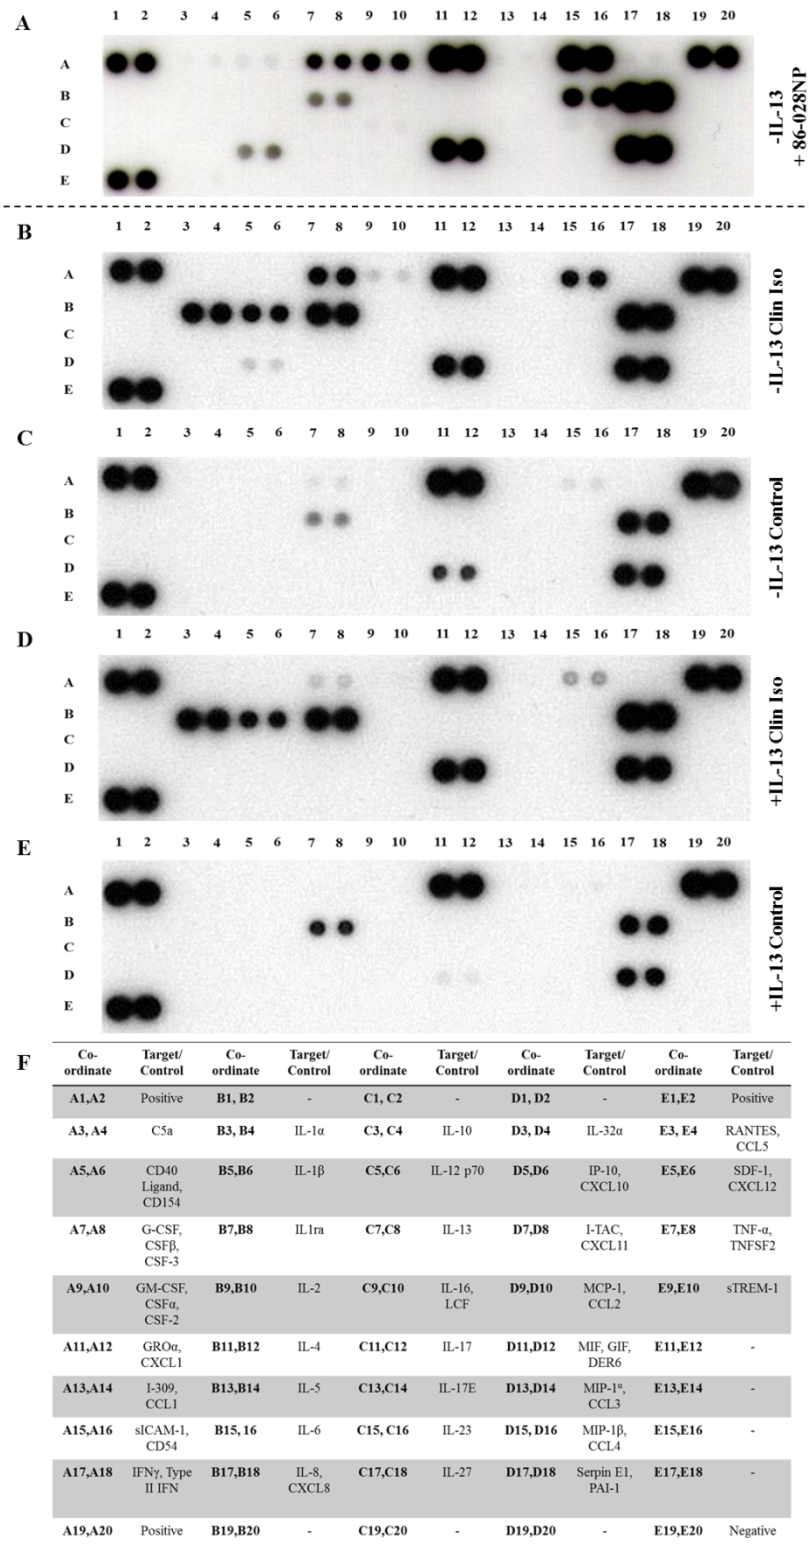 A
1 2 3 4 5 6 7 8 9 10 11 12 13 14 15 16 17 18 19 20
A
B
C
D
E
-IL-13
+ 86-028NP
B
1 2 3 4 5 6 7 8 9 10 11 12 13 14 15 16 17 18 19 20
A
B
C
D
E
-IL-13 Clin Iso
C
1 2 3 4 5 6 7 8 9 10 11 12 13 14 15 16 17 18 19 20
A
B
C
D
E
-IL-13 Control
D
1 2 3 4 5 6 7 8 9 10 11 12 13 14 15 16 17 18 19 20
A
B
C
D
E
+IL-13 Clin Iso
E
1 2 3 4 5 6 7 8 9 10 11 12 13 14 15 16 17 18 19 20
A
B
C
D
E
+IL-13 Control
F
Co- Target/ Co- Target/ Co- Target/ Co- Target/ Co- Target/
ordinate Control ordinate Control ordinate Control ordinate Control ordinate Control
A1,A2 Positive B1, B2 - C1, C2 - D1, D2 - E1,E2 Positive
A3, A4 C5a B3, B4 IL-1α C3, C4 IL-10 D3, D4 IL-32α E3, E4 RANTES,
CCL5
A5,A6 CD40 B5,B6 IL-1β C5,C6 IL-12 p70 D5,D6 IP-10, E5,E6 SDF-1,
Ligand, CXCL10 CXCL12
CD154
A7,A8 G-CSF, B7,B8 IL1ra C7,C8 IL-13 D7,D8 I-TAC, E7,E8 TNF-α,
CSFβ, CXCL11 TNFSF2
CSF-3
A9,A10 GM-CSF, B9,B10 IL-2 C9,C10 IL-16, D9,D10 MCP-1, E9,E10 sTREM-1
CSFα, LCF CCL2
CSF-2
A11,A12 GROα, B11,B12 IL-4 C11,C12 IL-17 D11,D12 MIF, GIF, E11,E12 -
CXCL1 DER6
A13,A14 I-309, B13,B14 IL-5 C13,C14 IL-17E D13,D14 MIP-1ᵅ, E13,E14 -
CCL1 CCL3
A15,A16 sICAM-1, B15, 16 IL-6 C15, C16 IL-23 D15, D16 MIP-1β, E15,E16 -
CD54 CCL4
A17,A18 IFNγ, Type B17,B18 IL-8, C17,C18 IL-27 D17,D18 Serpin E1, E17,E18 -
II IFN CXCL8 PAI-1
A19,A20 Positive B19,B20 - C19,C20 - D19,D20 - E19,E20 Negative